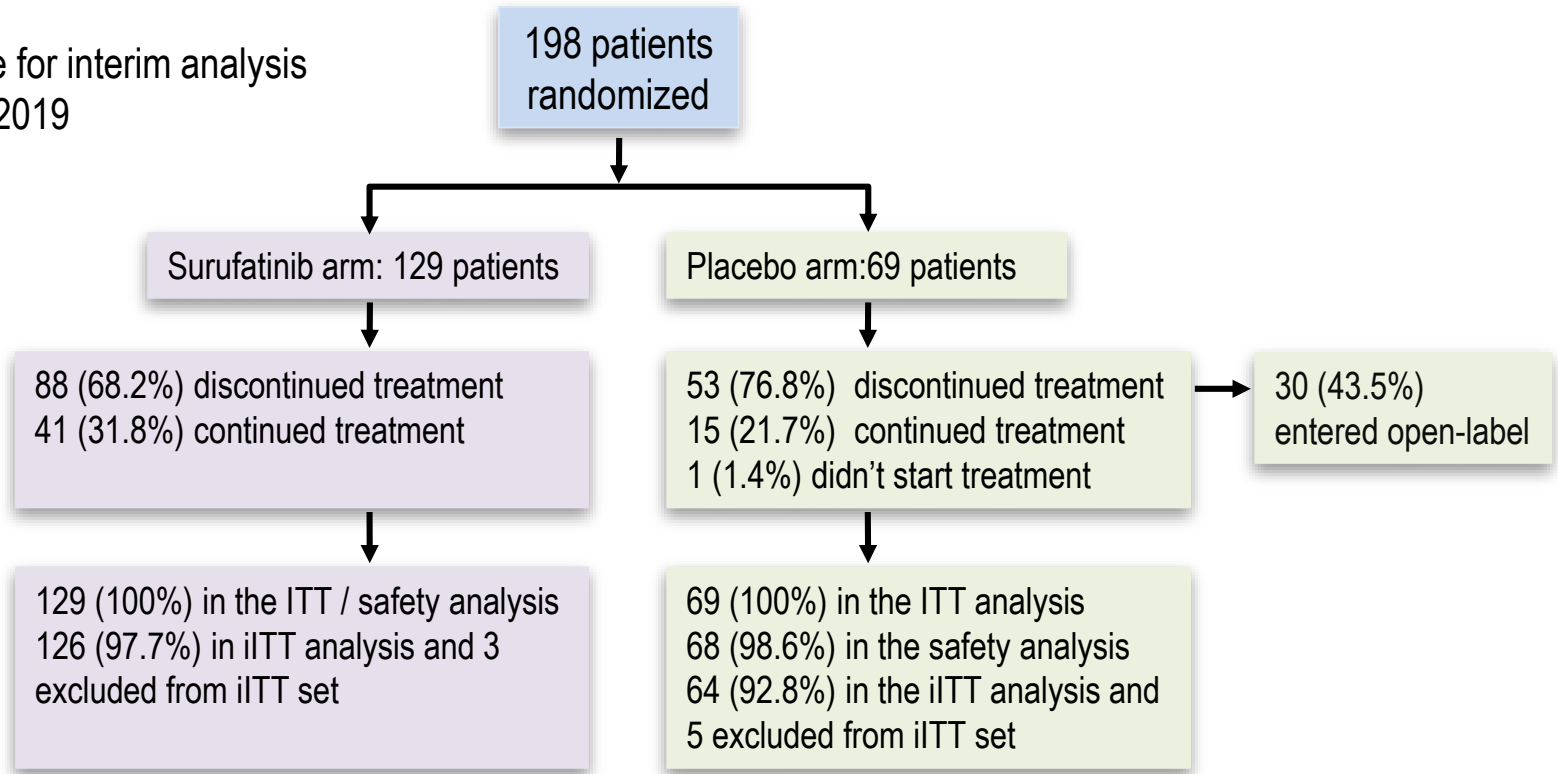 e for interim analysis
2019
198 patients
randomized
Surufatinib arm: 129 patients
Placebo arm:69 patients
88 (68.2%) discontinued treatment
41 (31.8%) continued treatment
53 (76.8%) discontinued treatment
15 (21.7%) continued treatment
1 (1.4%) didn’t start treatment
30 (43.5%)
entered open-label
129 (100%) in the ITT / safety analysis
126 (97.7%) in iITT analysis and 3
excluded from iITT set
69 (100%) in the ITT analysis
68 (98.6%) in the safety analysis
64 (92.8%) in the iITT analysis and
5 excluded from iITT set